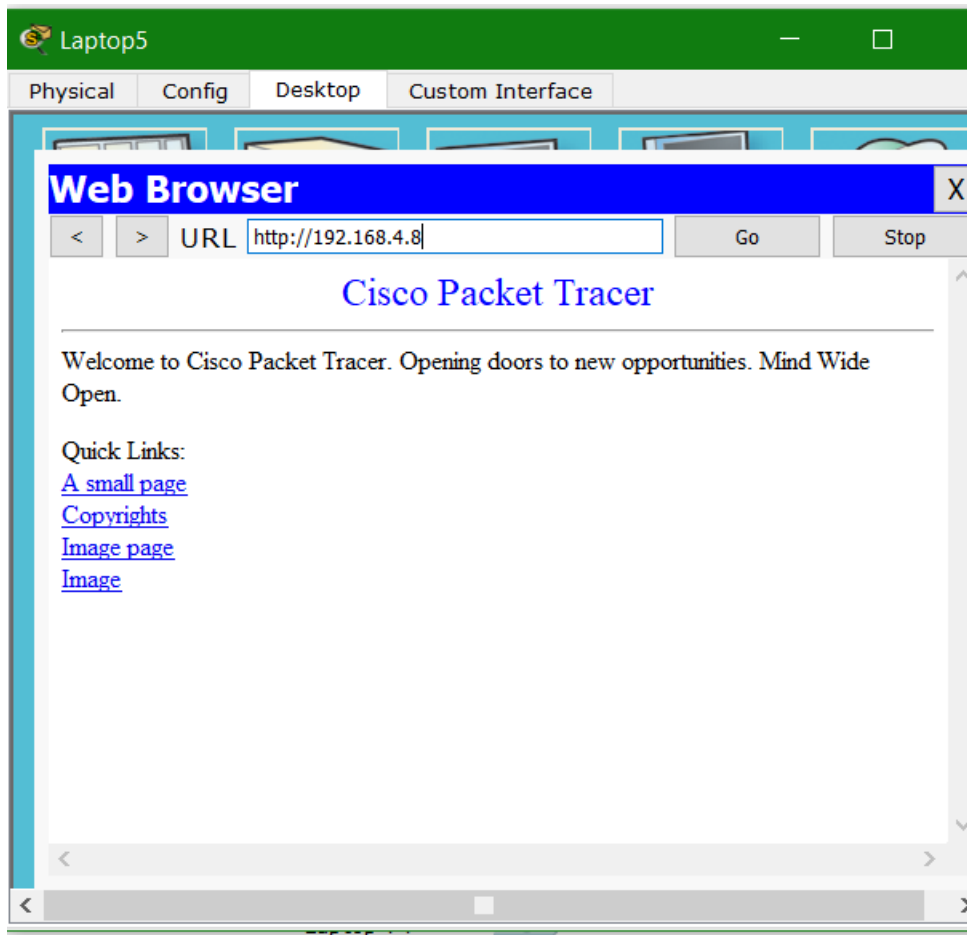 Laptop5
Physical Config Desktop Custom Interface
Web Browser X
< > URL http://192.168.4.8 Go Stop
Cisco Packet Tracer
Welcome to Cisco Packet Tracer. Opening doors to new opportunities. Mind Wide
Open.
Quick Links:
A small page
Copyrights
Image page
Image